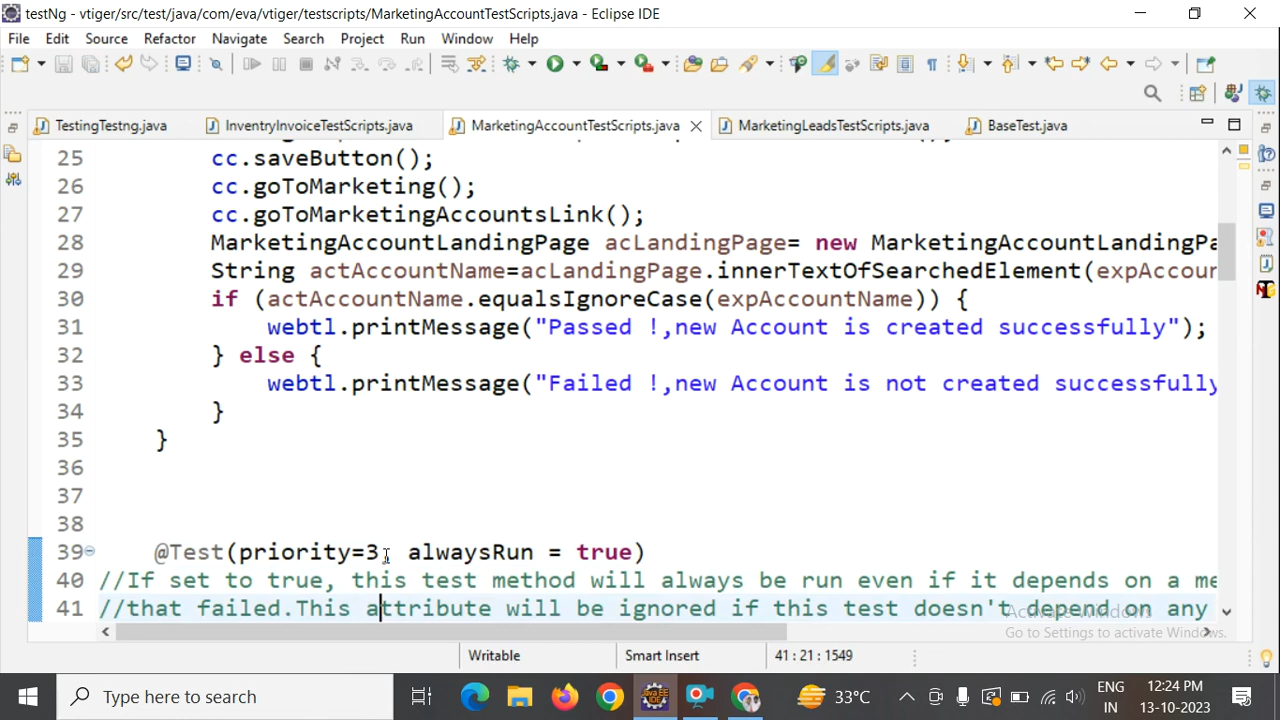 testNg - vtiger/src/test/java/com/eva/vtiger/testscripts/MarketingAccountTestScripts.java - Eclipse IDE
File Edit Source Refactor Navigate Search Project Run Window Help
TestingTestng.java InventryInvoiceTestScripts.java MarketingAccountTestScripts.java MarketingLeadsTestScripts.java BaseTest.java
25 cc.saveButton();
26 cc.goToMarketing();
27 cc.goToMarketingAccountsLink();
28 MarketingAccountLandingPage acLandingPage= new MarketingAccountLandingPa
29 String actAccountName=acLandingPage.innerTextOfSearchedElement(expAccoun
30 if (actAccountName.equalsIgnoreCase(expAccountName)) {
31 webtl.printMessage("Passed !,new Account is created successfully");
32 } else {
33 webtl.printMessage("Failed !,new Account is not created successfully
34 }
35 }
36
37
38
39 @Test(priority=3, alwaysRun = true)
40 //If set to true, this test method will always be run even if it depends on a me
41 //that failed.This attribute will be ignored if this test doesn't depend on any
Activate Windows
Go to Settings to activate Windows.
Writable Smart Insert 41 : 21 : 1549
Type here to search 33°C ENG 12:24 PM
IN 13-10-2023